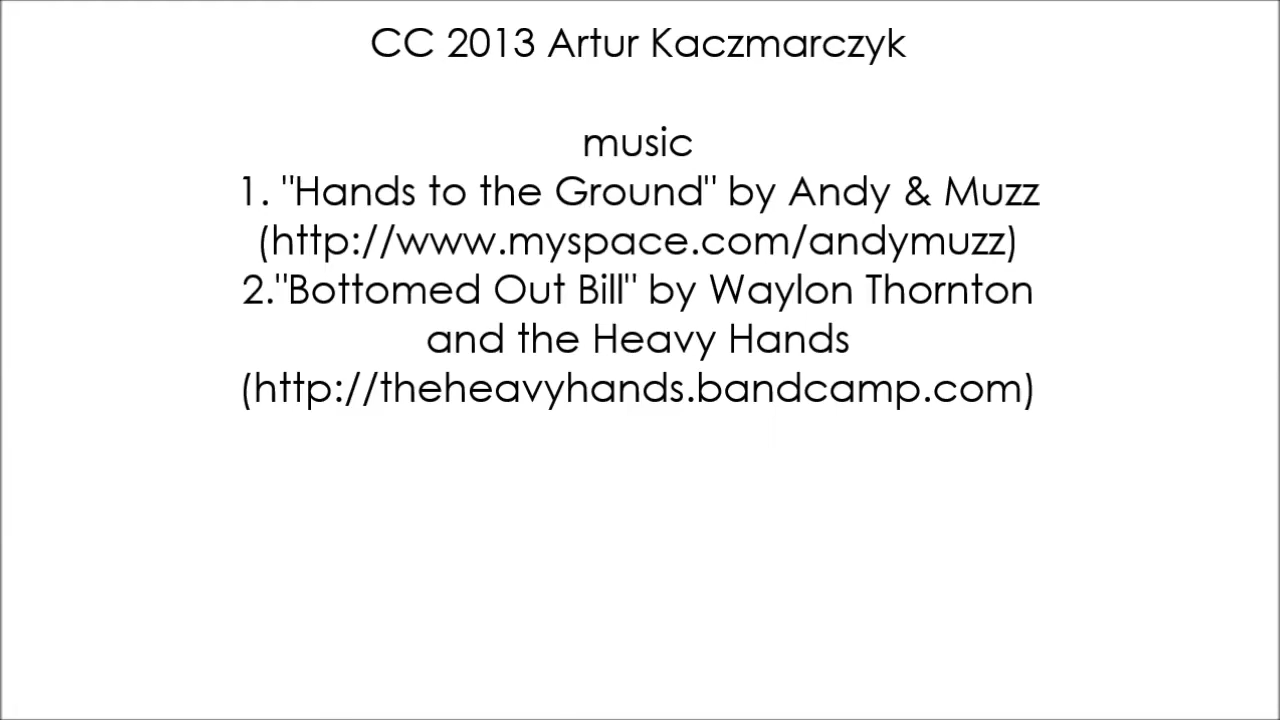 CC 2013 Artur Kaczmarczyk
music
1. "Hands to the Ground" by Andy & Muzz
(http://www.myspace.com/andymuzz)
2."Bottomed Out Bill" by Waylon Thornton
and the Heavy Hands
(http://theheavyhands.bandcamp.com)